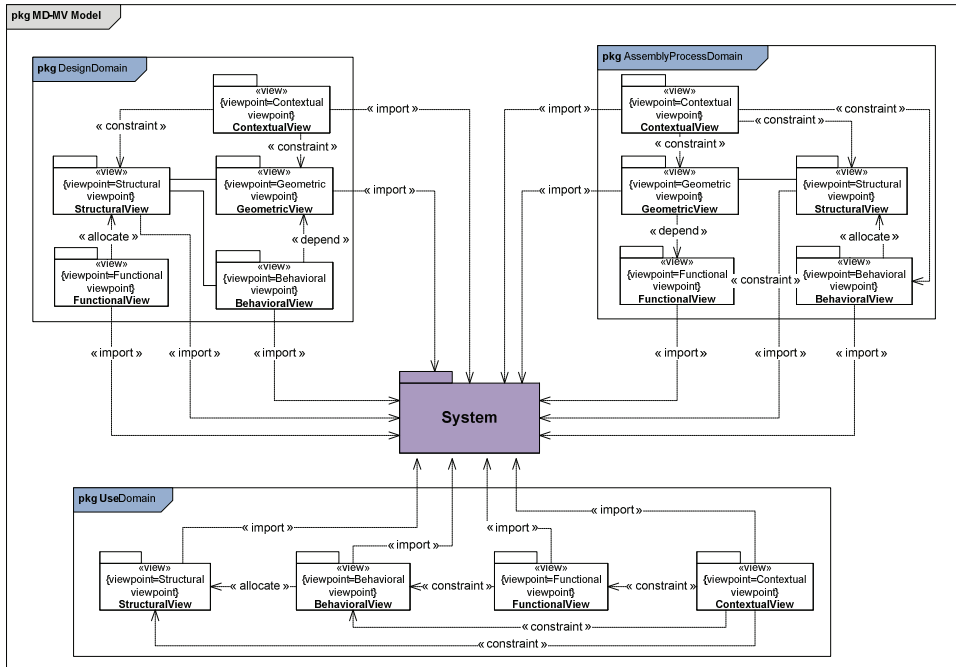 pkg MD-MV Model
pkg DesignDomain
«view»
{viewpoint=Contextual
viewpoint}
ContextualView
« import »
« constraint »
« constraint »
«view»
{viewpoint=Structural
viewpoint}
StructuralView
«view»
{viewpoint=Geometric
viewpoint}
GeometricView
« import »
« allocate »
« depend »
«view»
{viewpoint=Functional
viewpoint}
FunctionalView
«view»
{viewpoint=Behavioral
viewpoint}
BehavioralView
« import »
« import »
« import »
pkg AssemblyProcessDomain
«view»
{viewpoint=Contextual
viewpoint}
ContextualView
« import »
« constraint »
« constraint »
« constraint »
«view»
{viewpoint=Geometric
viewpoint}
GeometricView
«view»
{viewpoint=Structural
viewpoint}
StructuralView
« import »
« depend »
« allocate »
«view»
{viewpoint=Functional
viewpoint}
FunctionalView
« constraint »
«view»
{viewpoint=Behavioral
viewpoint}
BehavioralView
« import »
« import »
« import »
System
pkg UseDomain
« import »
« import »
« import »
« import »
«view»
{viewpoint=Structural
viewpoint}
StructuralView
« allocate »
«view»
{viewpoint=Behavioral
viewpoint}
BehavioralView
« constraint »
«view»
{viewpoint=Functional
viewpoint}
FunctionalView
« constraint »
«view»
{viewpoint=Contextual
viewpoint}
ContextualView
« constraint »
« constraint »